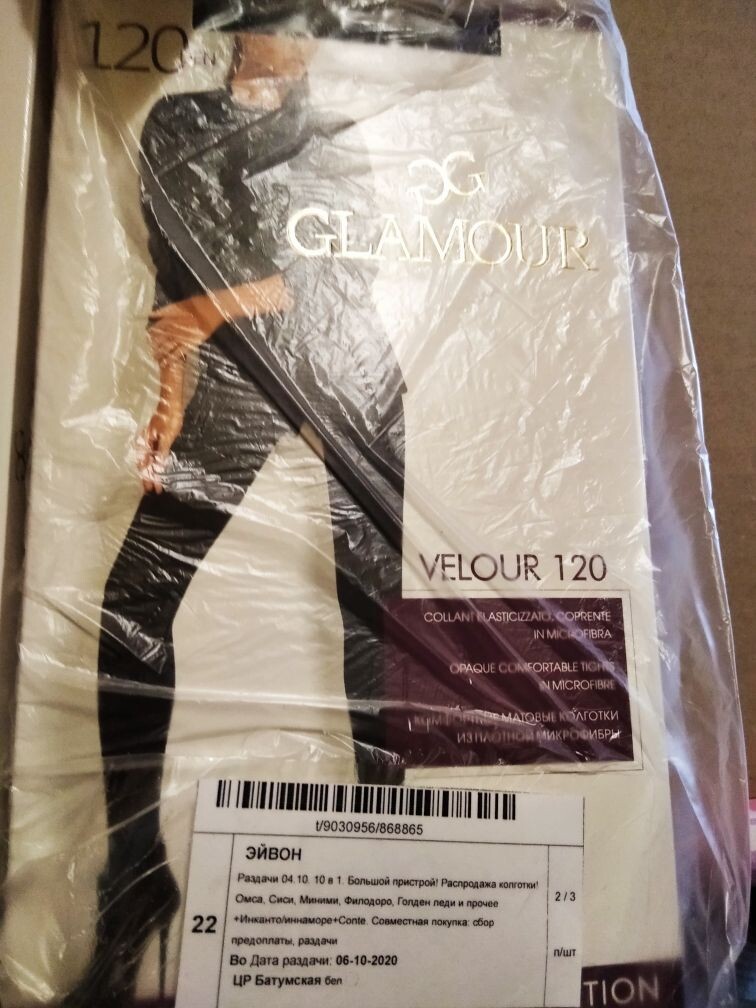 120 DEN
GLAMOUR
VELOUR 120
COLLANT ELASTICIZZATO, COPRENTE
IN MICROFIBRA
OPAQUE COMFORTABLE TIGHTS
IN MICROFIBRE
КОМФОРТНЫЕ МАТОВЫЕ КОЛГОТКИ
ИЗ ПЛОТНОЙ МИКРОФИБРЫ
t/9030956/868865
ЭЙВОН
Раздачи 04.10. 10 в 1. Большой пристрой! Распродажа колготки!
Омса, Сиси, Миними, Филодоро, Голден леди и прочее
+Инканто/иннаморе+Conte. Совместная покупка: сбор
предоплаты, раздачи
Во Дата раздачи: 06-10-2020
ЦР Батумская бел
22
2 / 3
п/шт
TION